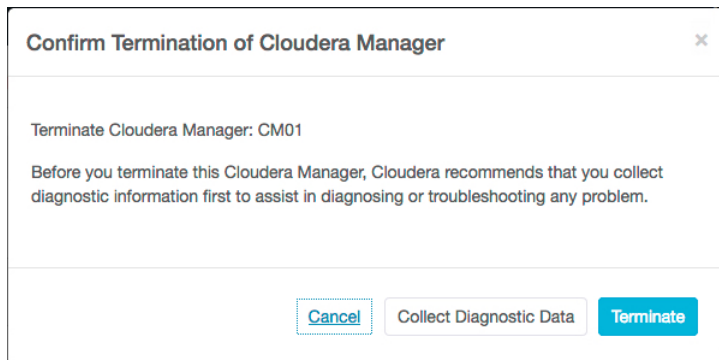 Confirm Termination of Cloudera Manager
Terminate Cloudera Manager: CM01
Before you terminate this Cloudera Manager, Cloudera recommends that you collect
diagnostic information first to assist in diagnosing or troubleshooting any problem.
Cancel Collect Diagnostic Data Terminate